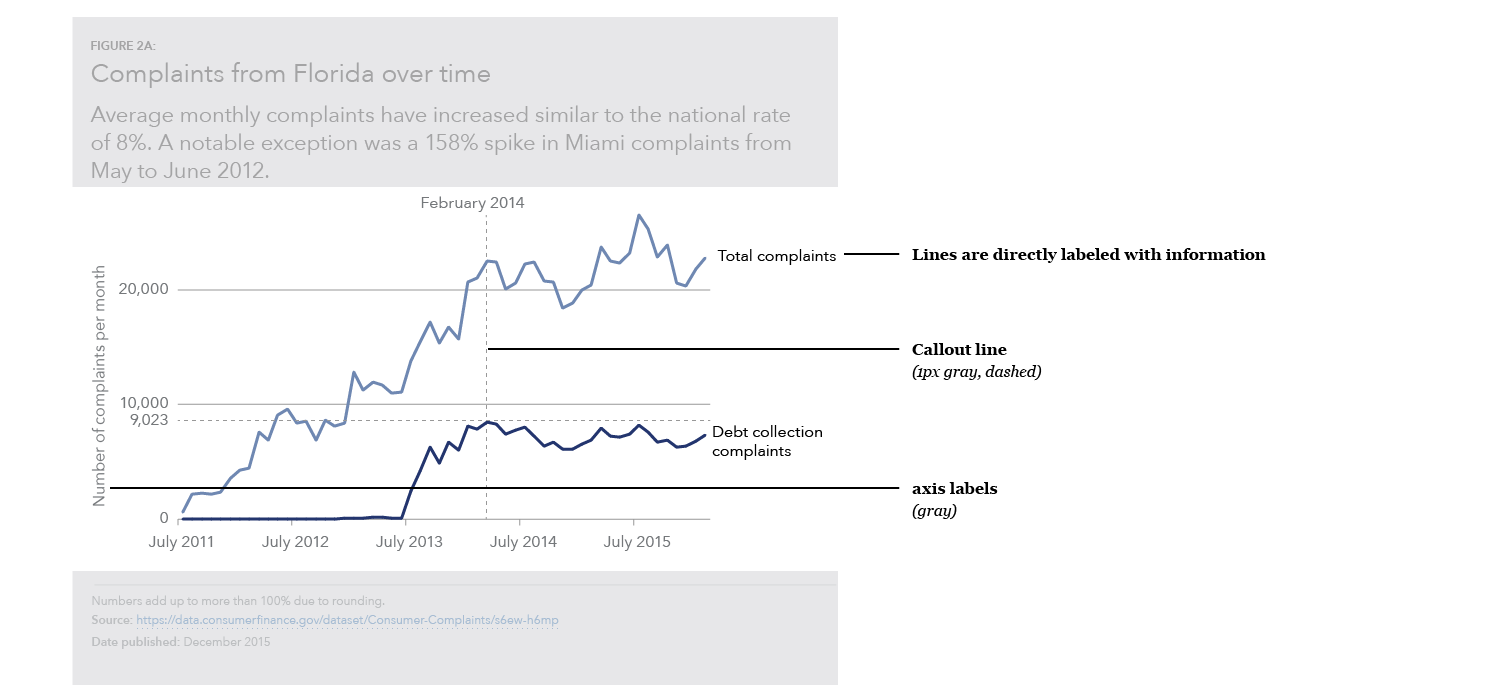 FIGURE 2A:
Complaints from Florida over time
Average monthly complaints have increased similar to the national rate
of 8%. A notable exception was a 158% spike in Miami complaints from
May to June 2012.
February 2014
Total complaints
Lines are directly labeled with information
Number of complaints per month
20,000
Callout line
(1px gray, dashed)
10,000
9,023
Debt collection
complaints
axis labels
(gray)
0
July 2011
July 2012
July 2013
July 2014
July 2015
Numbers add up to more than 100% due to rounding.
Source: https://data.consumerfinance.gov/dataset/Consumer-Complaints/s6ew-h6mp
Date published: December 2015